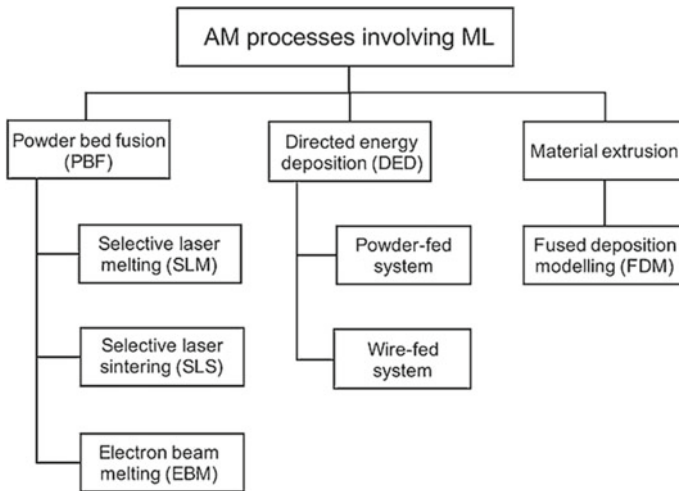 AM processes involving ML
Powder bed fusion
(PBF)
Directed energy
deposition (DED)
Material extrusion
Selective laser
melting (SLM)
Powder-fed
system
Fused deposition
modelling (FDM)
Selective laser
sintering (SLS)
Wire-fed
system
Electron beam
melting (EBM)